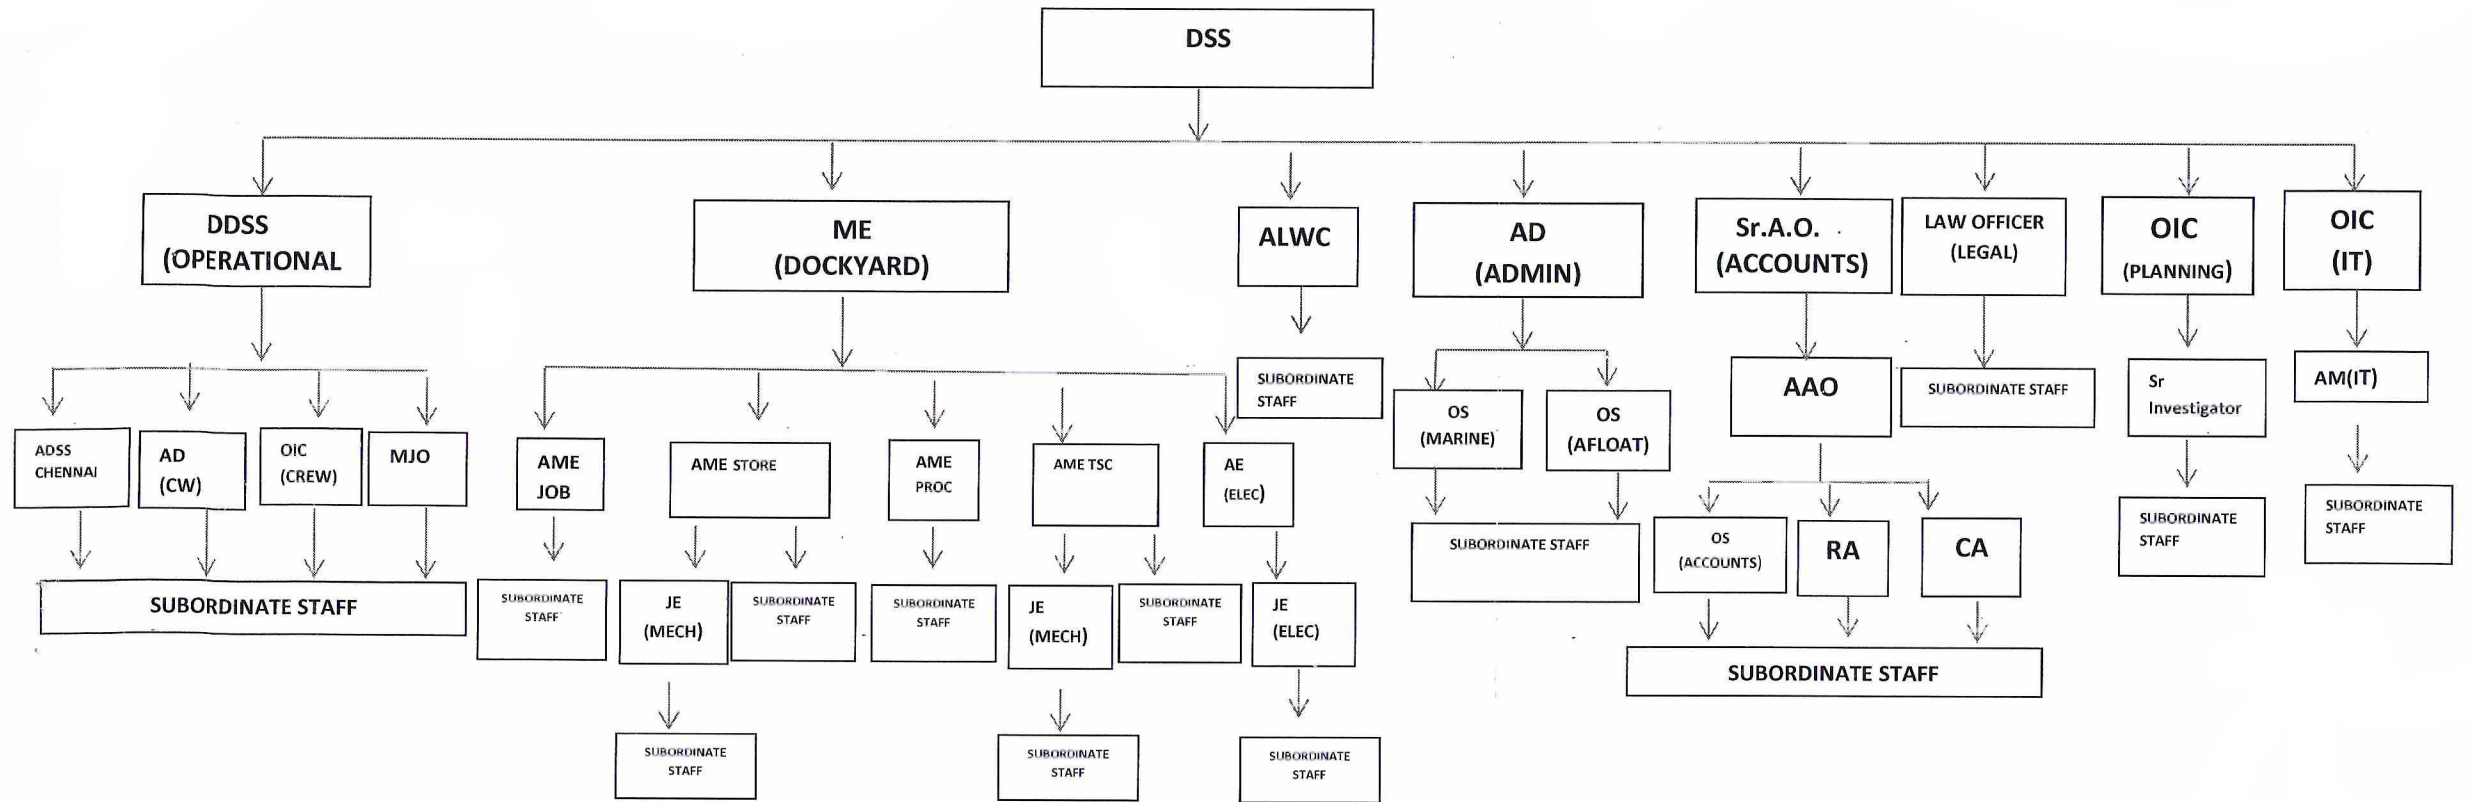 DSS
DDSS
(OPERATIONAL
ME
(DOCKYARD)
ALWC
AD
(ADMIN)
Sr.A.O.
(ACCOUNTS)
LAW OFFICER
(LEGAL)
OIC
(PLANNING)
OIC
(IT)
SUBORDINATE
STAFF
OS
(MARINE)
OS
(AFLOAT)
AAO
SUBORDINATE STAFF
Sr
Investigator
AM(IT)
ADSS
CHENNAI
AD
(CW)
OIC
(CREW)
MJO
AME
JOB
AME STORE
AME
PROC
AME TSC
AE
(ELEC)
SUBORDINATE STAFF
OS
(ACCOUNTS)
RA
CA
SUBORDINATE
STAFF
SUBORDINATE
STAFF
SUBORDINATE STAFF
SUBORDINATE
STAFF
JE
(MECH)
SUBORDINATE
STAFF
SUBORDINATE
STAFF
JE
(MECH)
SUBORDINATE
STAFF
JE
(ELEC)
SUBORDINATE STAFF
SUBORDINATE
STAFF
SUBORDINATE
STAFF
SUBORDINATE
STAFF